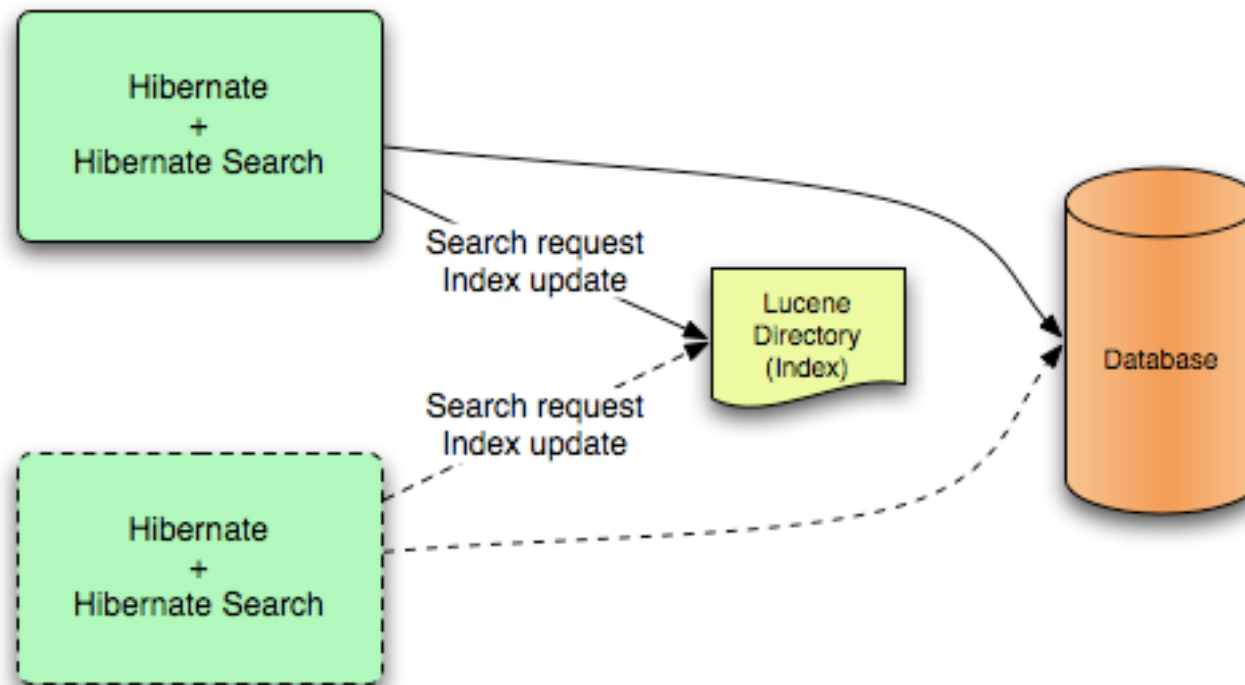 Hibernate
+
Hibernate Search
Search request
Index update
Lucene
Directory
(Index)
Database
Search request
Index update
Hibernate
+
Hibernate Search